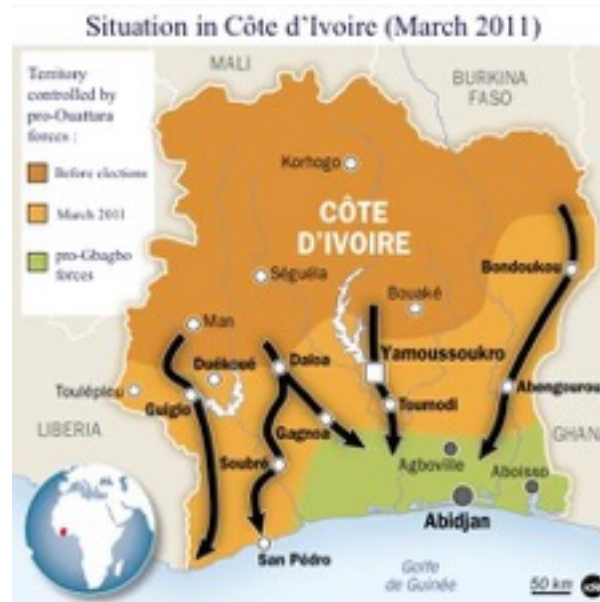 Situation in Côte d'Ivoire (March 2011)
Territory
controlled by
pro-Ouattara
forces :
Before elections
March 2011
pro-Gbagbo
forces
MALI
BURKINA
FASO
Korhogo
CÔTE
D'IVOIRE
Bondoukou
Séguéla
Bouaké
Man
Duékoué
Daloa
Yamoussoukro
Toulépleu
Guiglo
Toumodi
Abengourou
LIBERIA
Gagnoa
GHAN
Soubré
Agboville
Aboisso
Abidjan
San Pédro
Golfe
de Guinée
50 km